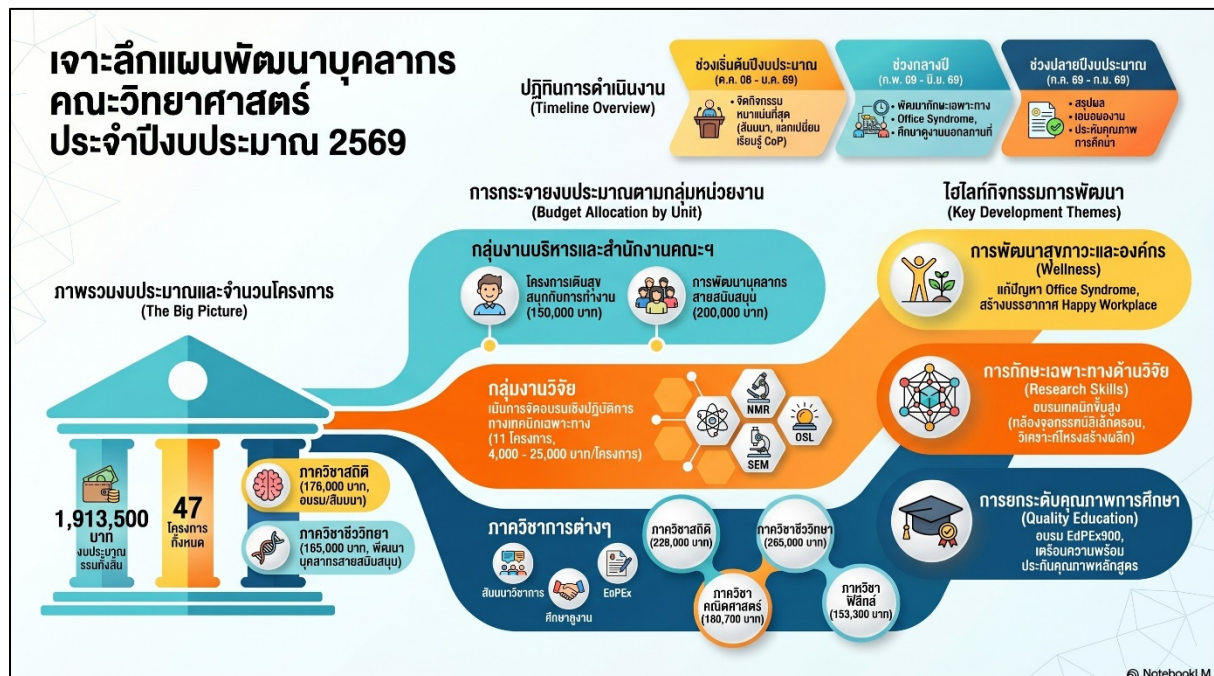 เจาะลึกแผนพัฒนาบุคลากร
คณะวิทยาศาสตร์
ประจำปีงบประมาณ 2569
ปฏิทินการดำเนินงาน
(Timeline Overview)
ช่วงเริ่มต้นปีงบประมาณ
(ต.ค. 08 - ม.ค. 69)
• จัดกิจกรรม
หนาแน่นที่สุด
(สัมมนา, แลกเปลี่ยน
เรียนรู้ CoP)
ช่วงกลางปี
(ก.พ. 09 - มิ.ย. 69)
• พัฒนาทักษะเฉพาะทาง
• Office Syndrome,
• ศึกษาดูงานนอกสถานที่
ช่วงปลายปีงบประมาณ
(ก.ค. 69 - ก.ย. 69)
• สรุปผล
• เอมอผองาน
• ประหันคุณภาพ
การศึคน่า
ภาพรวมงบประมาณและจำนวนโครงการ
(The Big Picture)
1,913,500
บาท
งบประบาณ
รรมทั้งสิ้น
47
โครงการ
ทั้งหมด
ภาควิชาสถิติ
(176,000 บาท,
อบรม/สัมมนา)
ภาควิชาชีววิทยา
(165,000 บาท, พัฒนา
บุคลากรสายสนับสนุน)
การกระจายงบประมาณตามกลุ่มหน่วยงาน
(Budget Allocation by Unit)
กลุ่มงานบริหารและสำนักงานคณะฯ
โครงการเดินสุข
สนุกกับการทำงาน
(150,000 บาท)
การพัฒนาบุคลากร
สายสนับสนุน
(200,000 บาท)
กลุ่มงานวิจัย
เน้นการจัดอบรมเชิงปฏิบัติการ
ทางเทคนิคเฉพาะทาง
(11 โครงการ,
4,000 - 25,000 บาท/โครงการ)
NMR
SEM
OSL
ภาควิชาการต่างๆ
สัมมนาวิชาการ
ศึกษาดูงาน
EnPEx
ภาควิชาสถิติ
(228,000 บาท)
ภาควิชา
คณิตศาสตร์
(180,700 บาท)
ภาควิชาชีววิทยา
(265,000 บาท)
ภาหวิชา
ฟิลึทล์
(153,300 บาท)
ไฮไลท์กิจกรรมการพัฒนา
(Key Development Themes)
การพัฒนาสุขภาวะและองค์กร
(Wellness)
แก้ปัญหา Office Syndrome,
สร้างบรรยากาศ Happy Workplace
การทักษะเฉพาะทางด้านวิจัย
(Research Skills)
อบรมเทคนิคขั้นสูง
(กล้องจุลกรรทบัลิเล้กตรอน,
วิเคราะก์โหรงสร้างผลึก)
การยกระดับคุณภาพการศึกษา
(Quality Education)
อบรม EdPEx900,
เตรียมความพร้อม
ประกันคุณภาพหลักสูตร
NotebookLM